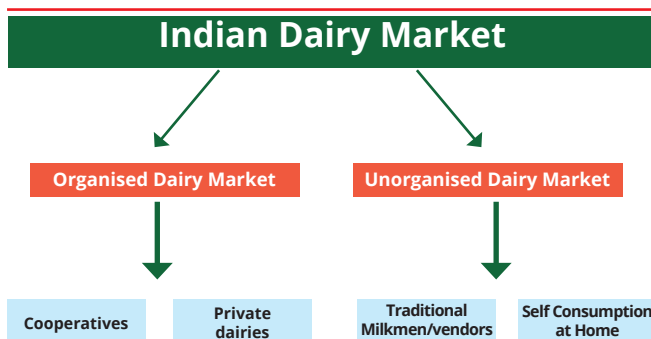 Indian Dairy Market
Organised Dairy Market
Unorganised Dairy Market
Cooperatives
Private
dairies
Traditional
Milkmen/vendors
Self Consumption
at Home